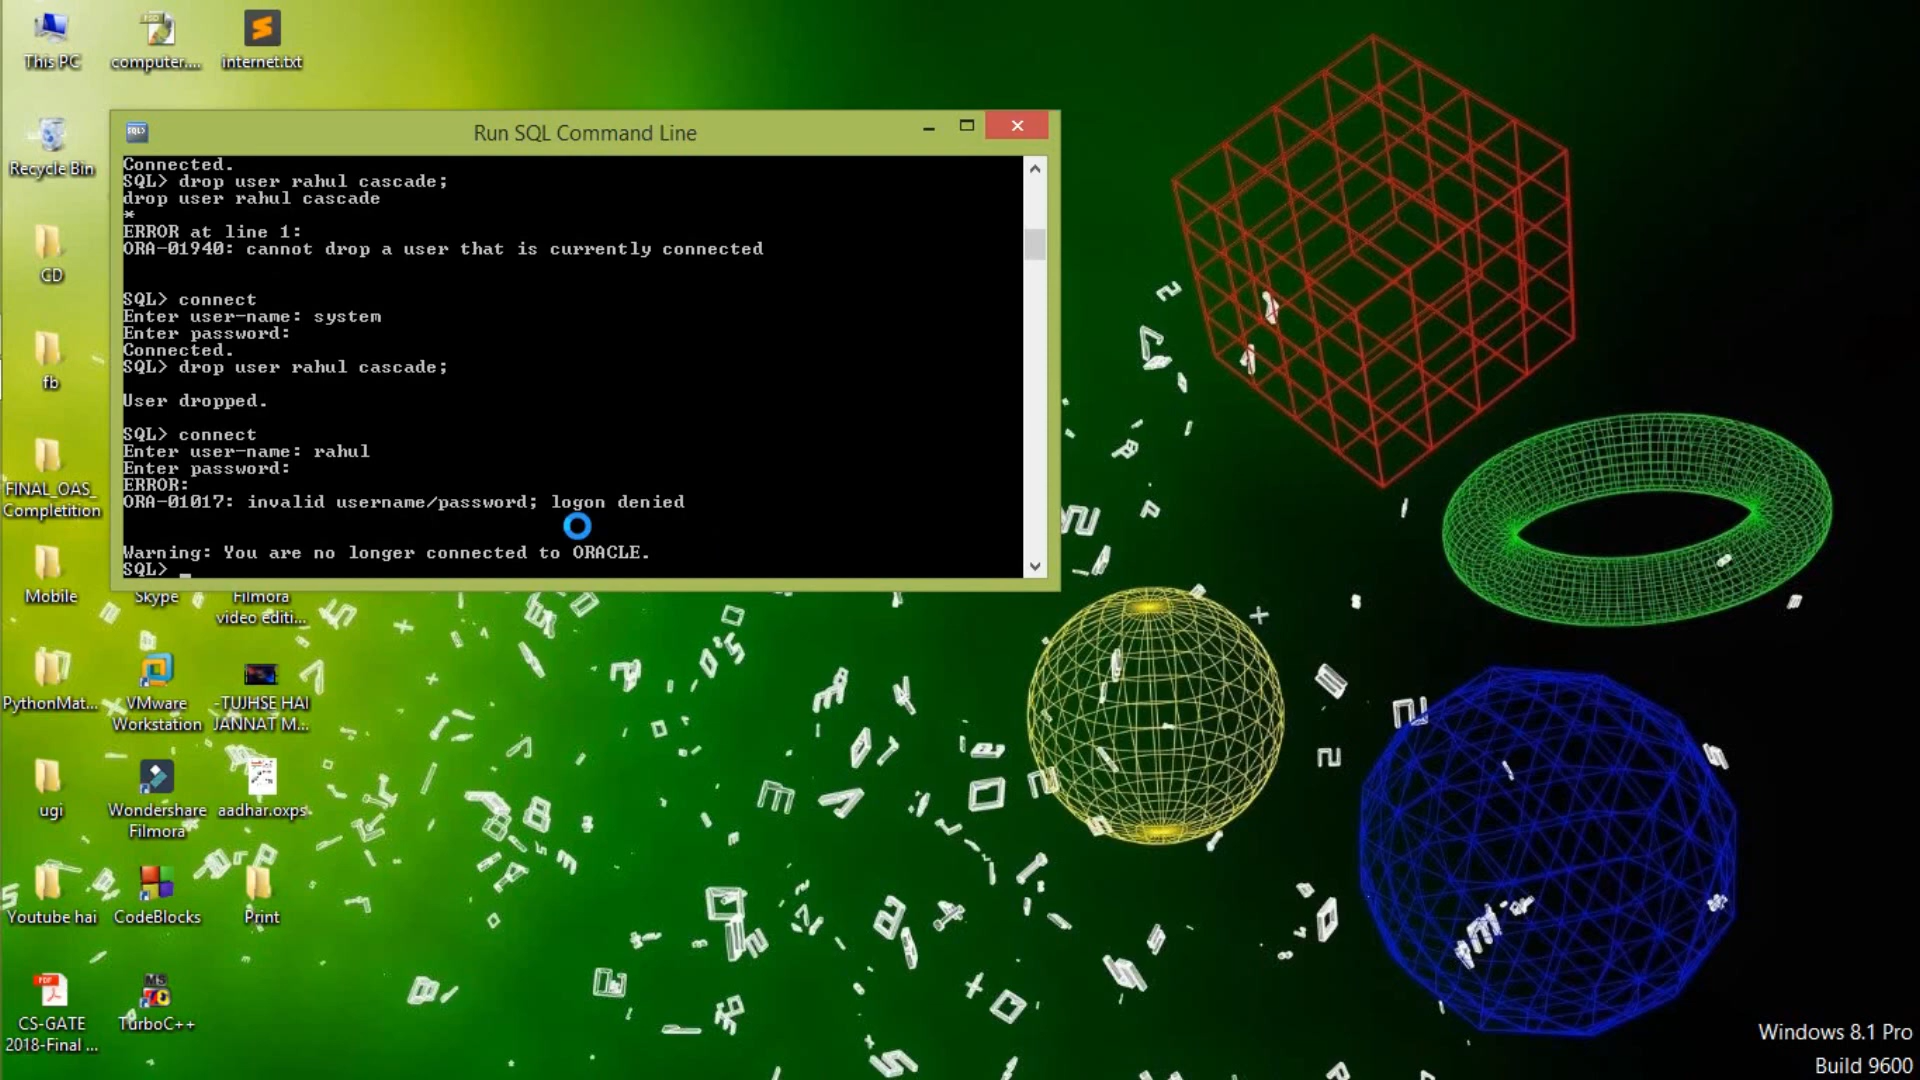 This PC
computer....
internet.txt
Recycle Bin
CD
fb
FINAL_OAS_
Completition
Mobile
Skype
Filmora
video editi...
PythonMat...
VMware
Workstation
-TUJHSE HAI
JANNAT M...
ugi
Wondershare
Filmora
aadhar.oxps
Youtube hai
CodeBlocks
Print
CS-GATE
2018-Final ...
TurboC++
Run SQL Command Line
Connected.
SQL> drop user rahul cascade;
drop user rahul cascade
*
ERROR at line 1:
ORA-01940: cannot drop a user that is currently connected
SQL> connect
Enter user-name: system
Enter password:
Connected.
SQL> drop user rahul cascade;
User dropped.
SQL> connect
Enter user-name: rahul
Enter password:
ERROR:
ORA-01017: invalid username/password; logon denied
Warning: You are no longer connected to ORACLE.
SQL> _
Windows 8.1 Pro
Build 9600